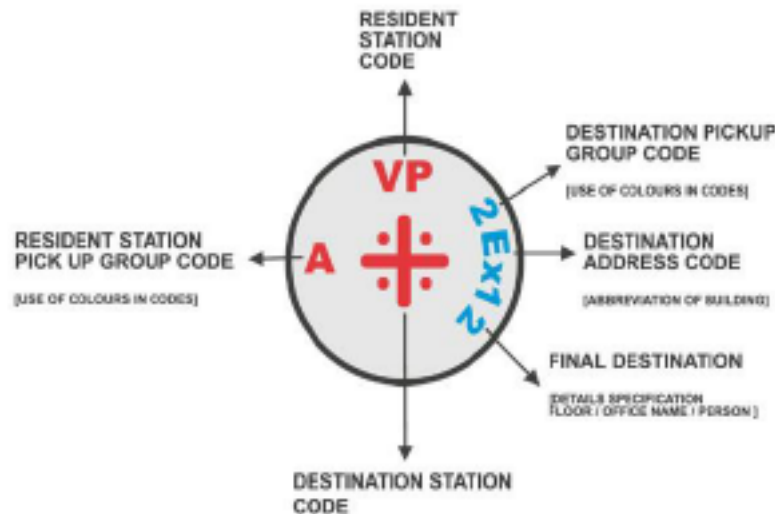 RESIDENT
STATION
CODE
DESTINATION PICKUP
GROUP CODE
[USE OF COLOURS IN CODES]
VP
A
2Ex12
RESIDENT STATION
PICK UP GROUP CODE
[USE OF COLOURS IN CODES]
DESTINATION
ADDRESS CODE
[ABBREVIATION OF BUILDING]
FINAL DESTINATION
[DETAILS SPECIFICATION
FLOOR / OFFICE NAME / PERSON ]
DESTINATION STATION
CODE